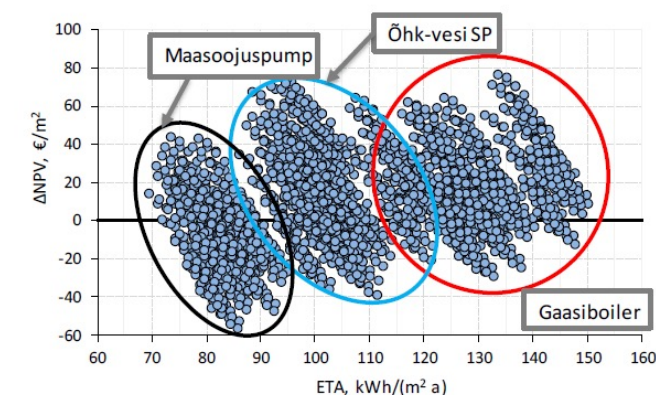 Õhk-vesi SP
Maasoojuspump
Gaasiboiler
ΔNPV, €/m²
100
80
60
40
20
0
-20
-40
-60
60 70 80 90 100 110 120 130 140 150 160
ETA, kWh/(m² a)